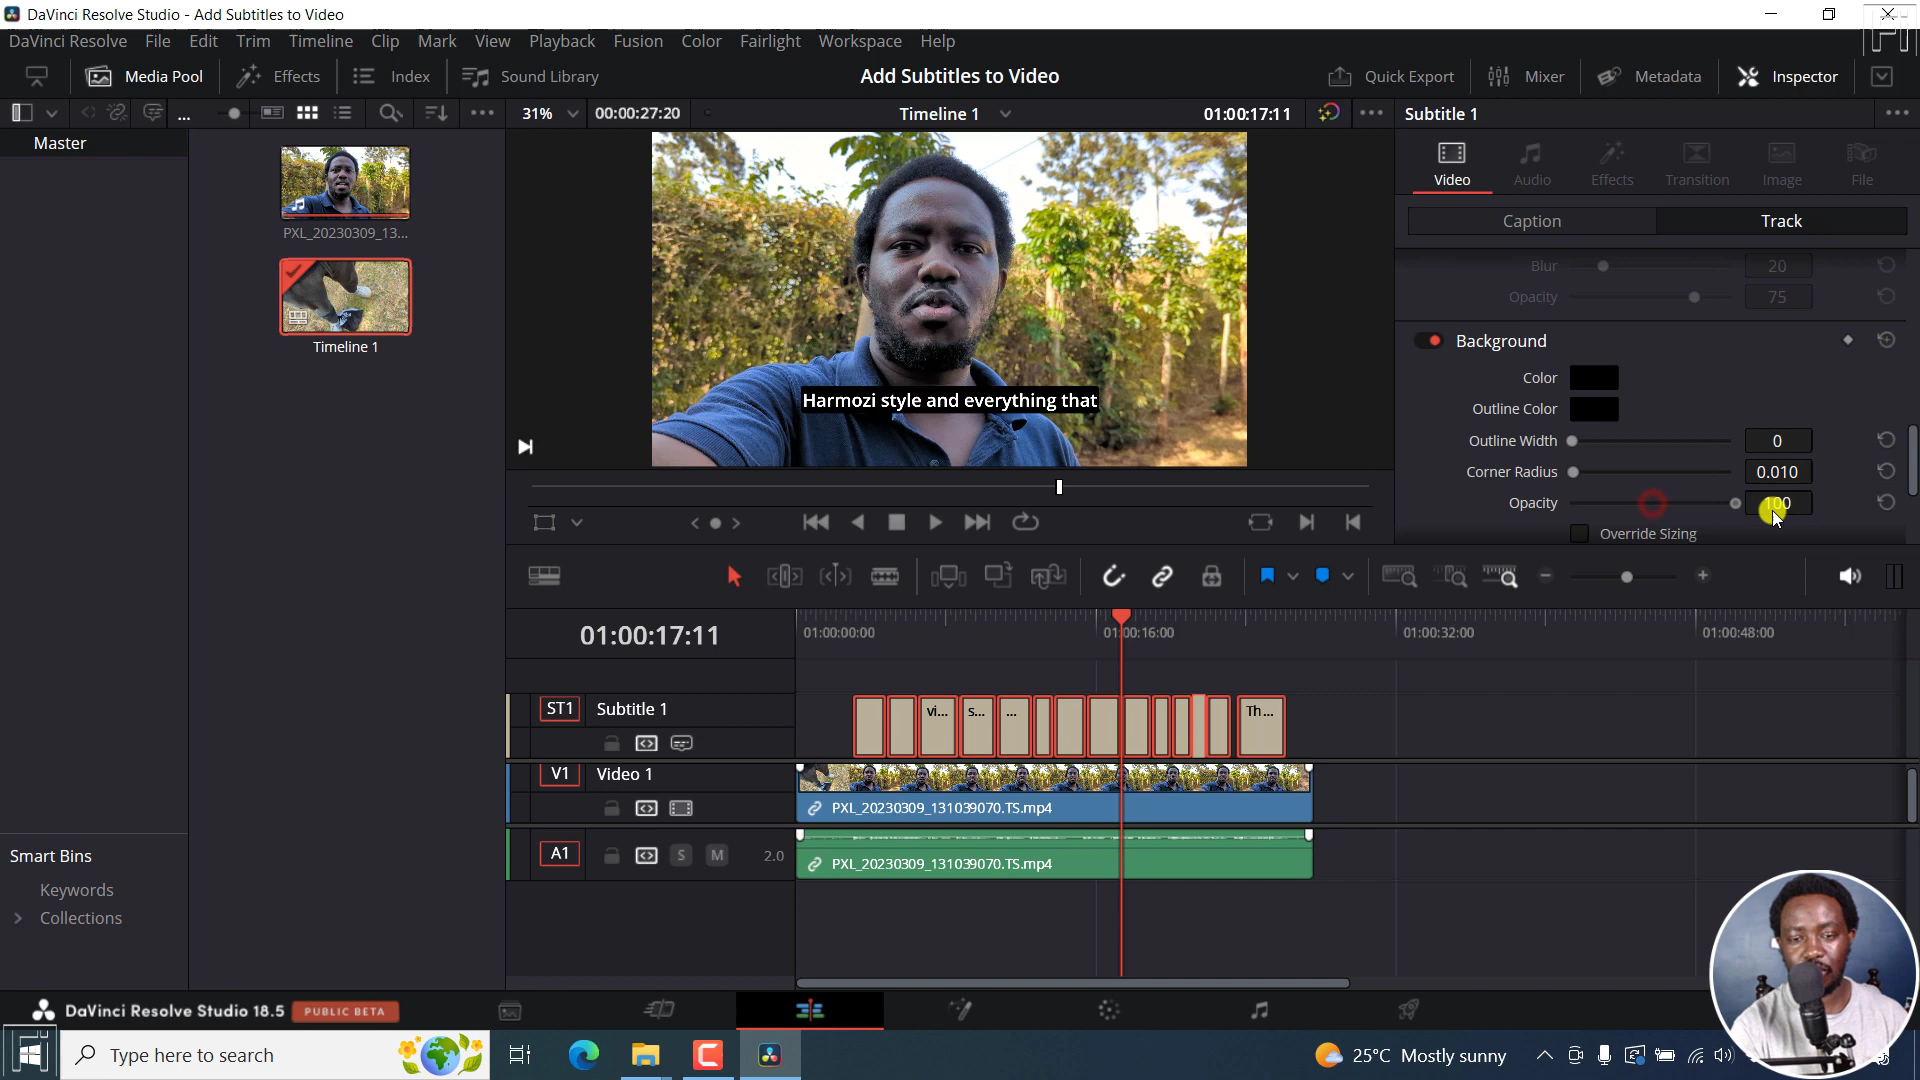 DaVinci Resolve Studio - Add Subtitles to Video
DaVinci Resolve File Edit Trim Timeline Clip Mark View Playback Fusion Color Fairlight Workspace Help
Media Pool Effects Index Sound Library Add Subtitles to Video Quick Export Mixer Metadata Inspector
... 31% 00:00:27:20 Timeline 1 01:00:17:11 Subtitle 1
Master
PXL_20230309_13...
Timeline 1
Harmozi style and everything that
Video Audio Effects Transition Image File
Caption Track
Blur 20
Opacity 75
Background
Color
Outline Color
Outline Width 0
Corner Radius 0.010
Opacity 100
Override Sizing
01:00:17:11 01:00:00:00 01:00:16:00 01:00:32:00 01:00:48:00
ST1 Subtitle 1 vi... s... ... Th...
V1 Video 1
PXL_20230309_131039070.TS.mp4
A1 S M 2.0
PXL_20230309_131039070.TS.mp4
Smart Bins
Keywords
Collections
DaVinci Resolve Studio 18.5 PUBLIC BETA
Type here to search 25°C Mostly sunny